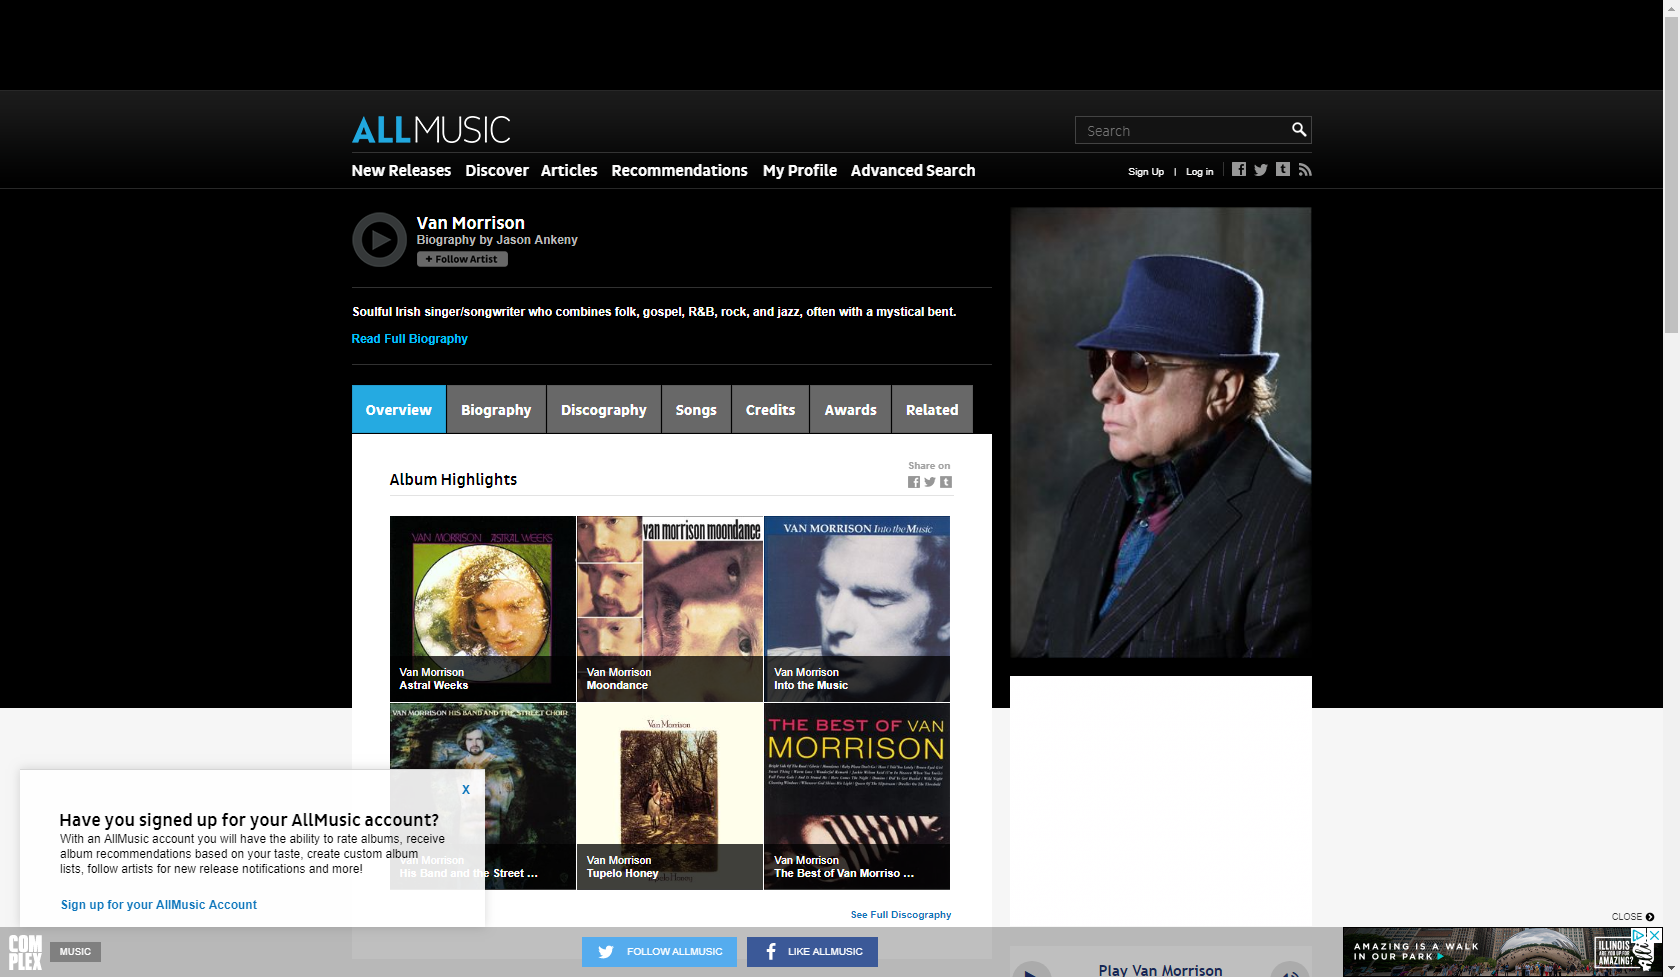 ALLMUSIC
Search
New Releases Discover Articles Recommendations My Profile Advanced Search
Sign Up | Log in
Van Morrison
Biography by Jason Ankeny
+ Follow Artist
Soulful Irish singer/songwriter who combines folk, gospel, R&B, rock, and jazz, often with a mystical bent.
Read Full Biography
Overview Biography Discography Songs Credits Awards Related
Album Highlights
Share on
VAN MORRISON ASTRAL WEEKS
Van Morrison
Astral Weeks
van morrison moondance
Van Morrison
Moondance
VAN MORRISON Into the Music
Van Morrison
Into the Music
VAN MORRISON HIS BAND AND THE STREET CHOIR
Van Morrison
His Band and the Street ...
Van Morrison
Tupelo Honey
Van Morrison
Tupelo Honey
THE BEST OF VAN
MORRISON
Van Morrison
The Best of Van Morriso ...
See Full Discography
X
Have you signed up for your AllMusic account?
With an AllMusic account you will have the ability to rate albums, receive
album recommendations based on your taste, create custom album
lists, follow artists for new release notifications and more!
Sign up for your AllMusic Account
CLOSE
COM
PLEX
MUSIC
FOLLOW ALLMUSIC
LIKE ALLMUSIC
Play Van Morrison
AMAZING IS A WALK
IN OUR PARK
ILLINOIS
ARE YOU UP FOR
AMAZING?